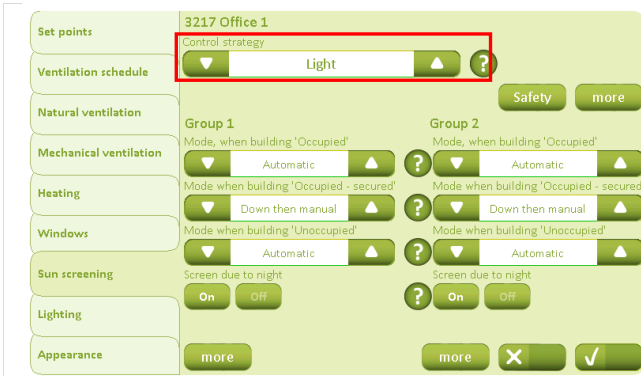 3217 Office 1
Control strategy
Light
?
Safety more
Set points
Ventilation schedule
Natural ventilation
Mechanical ventilation
Heating
Windows
Sun screening
Lighting
Appearance
Group 1
Mode, when building 'Occupied'
Automatic
?
Mode when building 'Occupied - secured'
Down then manual
?
Mode when building 'Unoccupied'
Automatic
?
Screen due to night
On Off
?
more
Group 2
Mode, when building 'Occupied'
Automatic
Mode when building 'Occupied - secured
Down then manual
Mode when building 'Unoccupied'
Automatic
Screen due to night
On Off
more